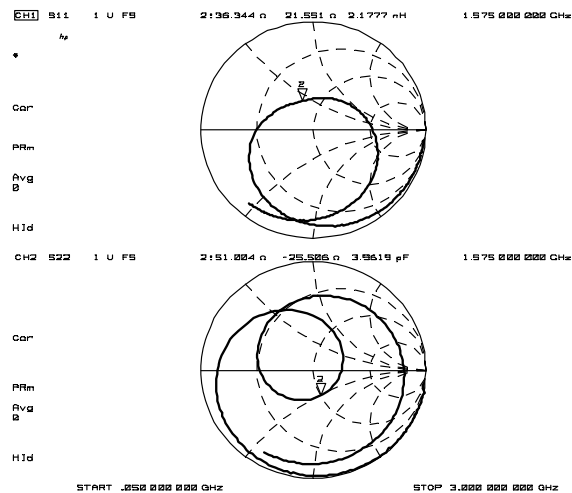 CH1 S11 1 U FS 2:36.344 Ω 21.551 Ω 2.1777 nH 1.575 000 000 GHz
hp
*
2
Cor
PRm
Avg
0
Hld
CH2 S22 1 U FS 2:51.004 Ω -25.506 Ω 3.9619 pF 1.575 000 000 GHz
Cor
2
PRm
Avg
0
Hld
START .050 000 000 GHz STOP 3.000 000 000 GHz